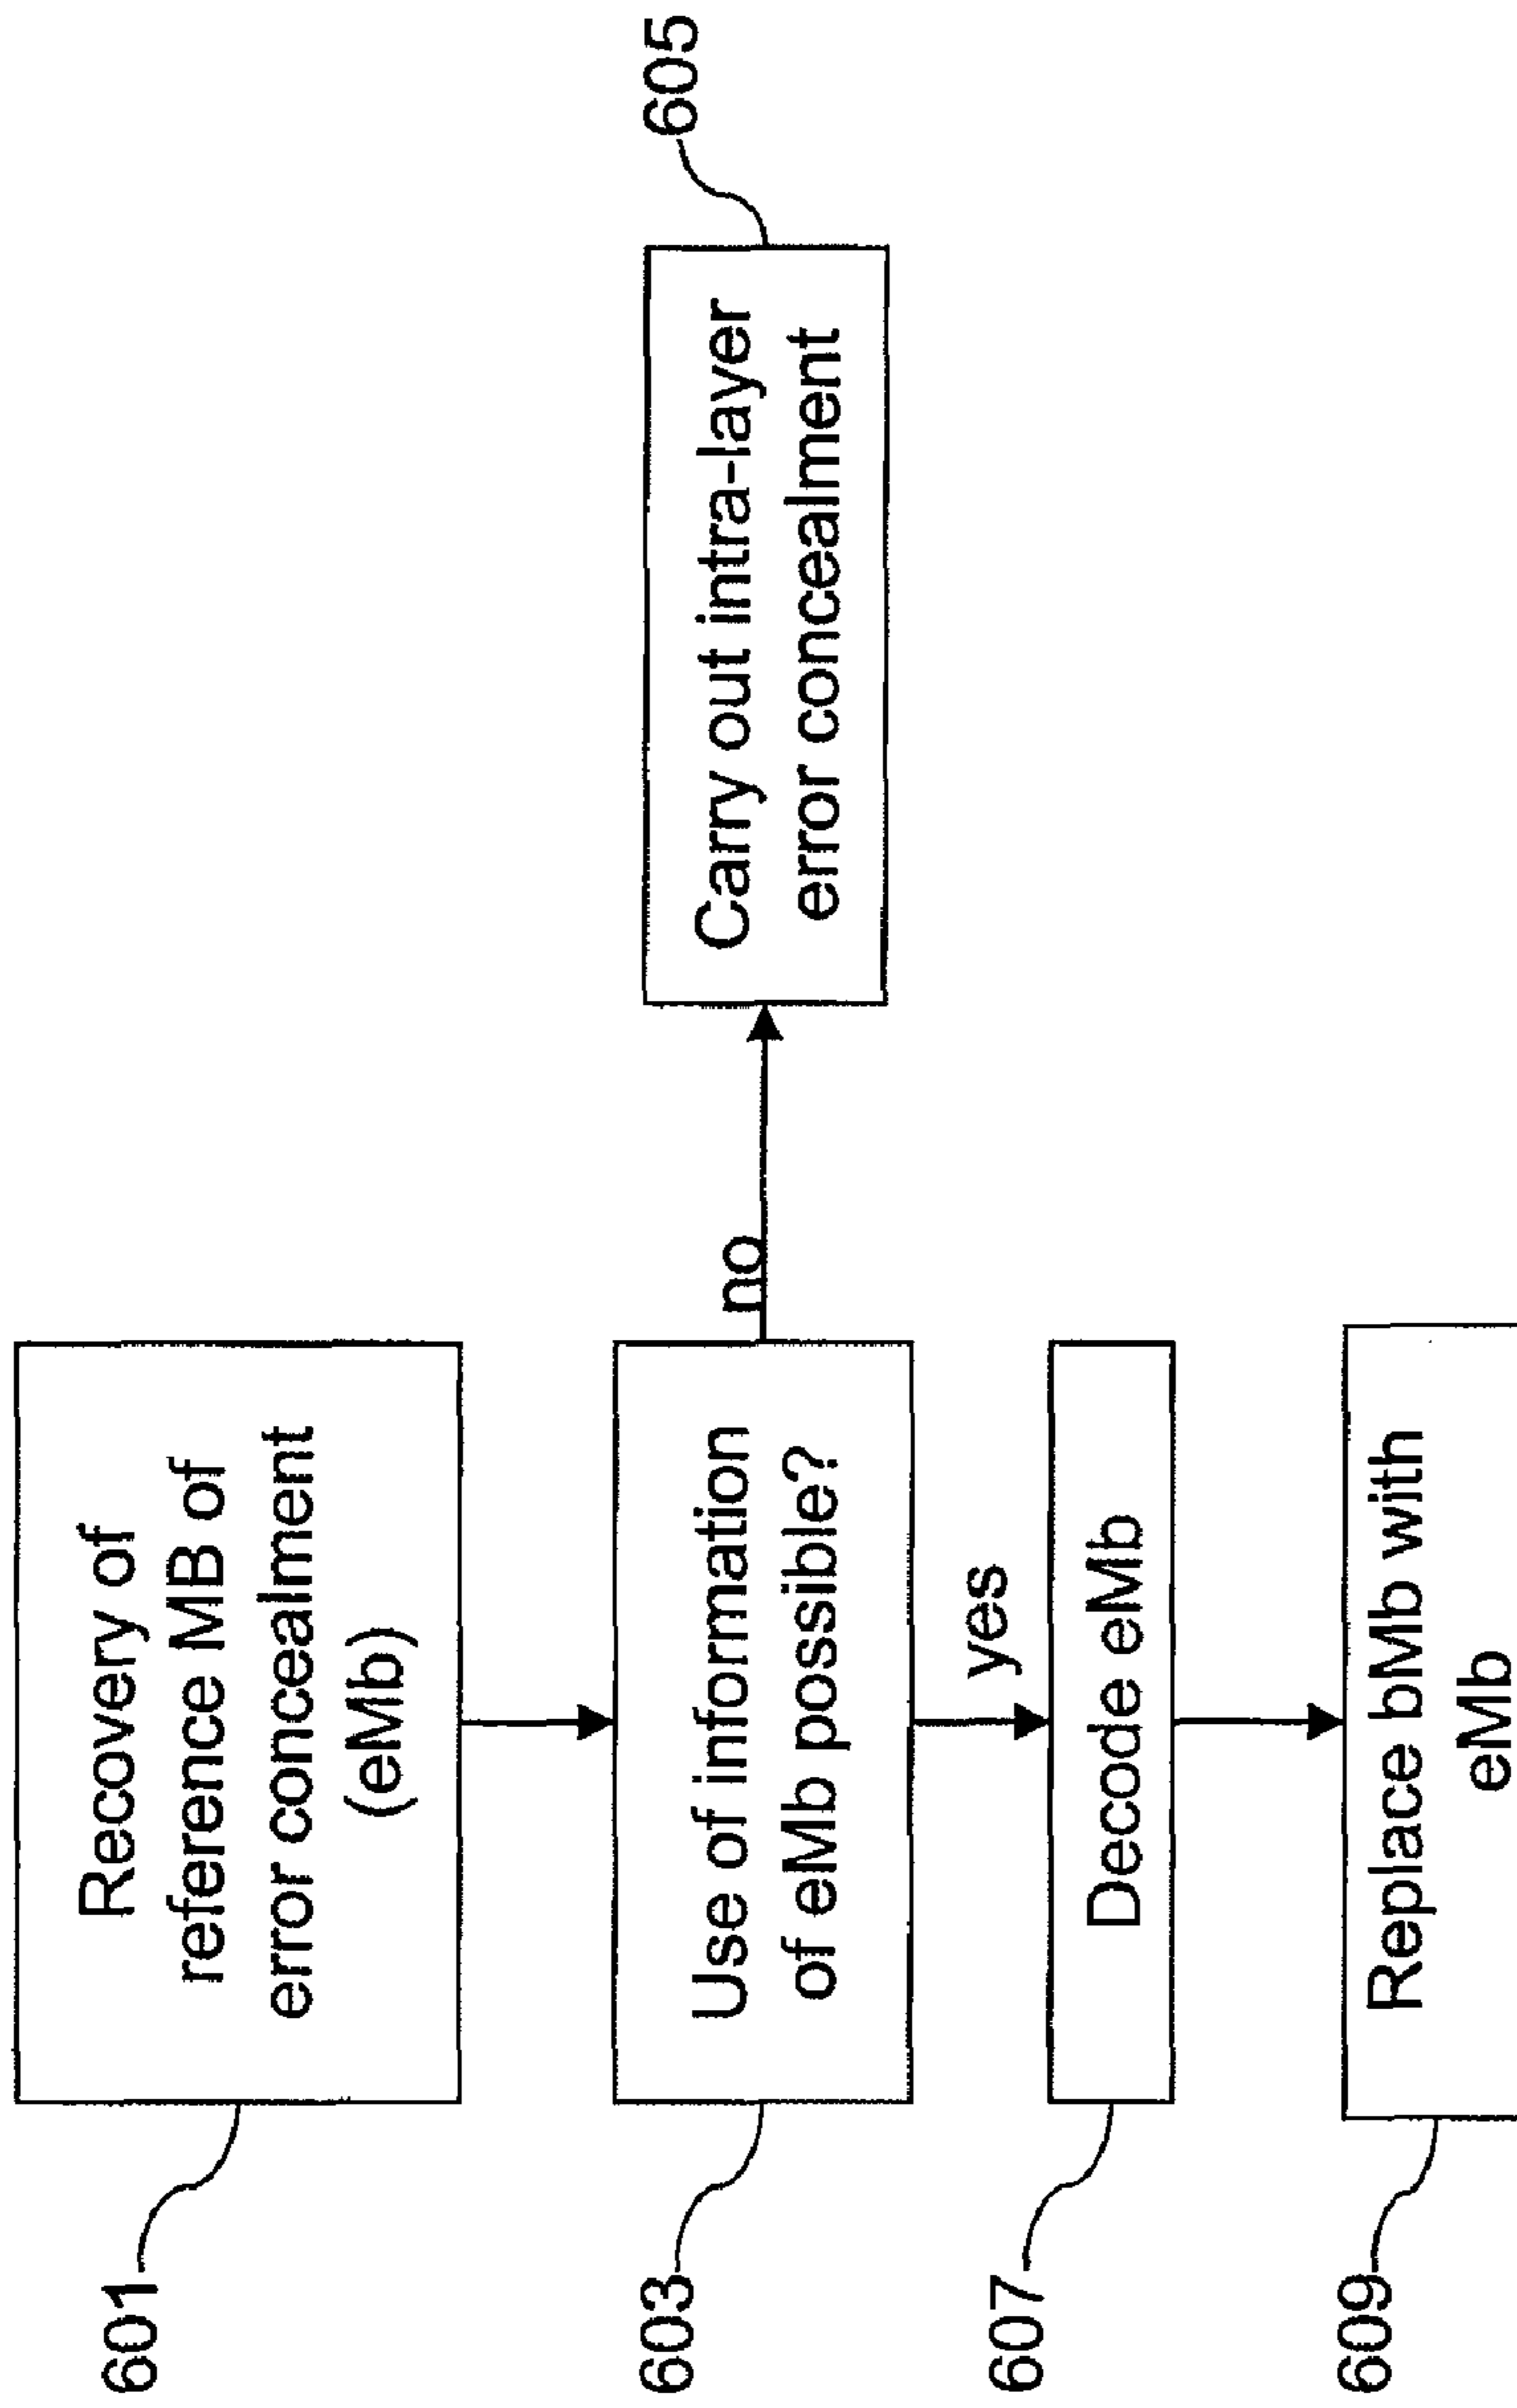 601
Recovery of
reference MB of
error concealment
(eMb)
603
Use of information
of eMb possible?
no
Carry out intra-layer
error concealment
605
yes
607
Decode eMb
609
Replace bMb with
eMb